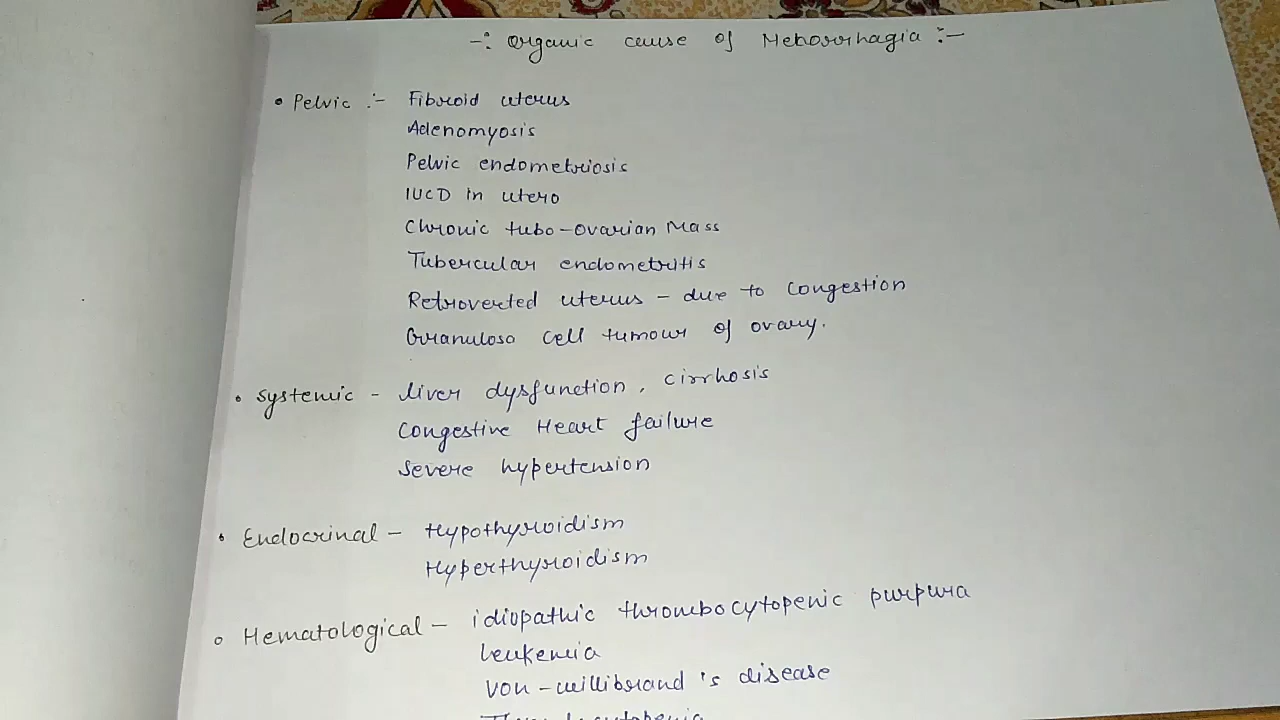 -: Organic cause of Mehorrhagia :-
• Pelvic :- Fibroid uterus
Adenomyosis
Pelvic endometriosis
IUCD in utero
Chronic tubo-ovarian Mass
Tubercular endometritis
Retroverted uterus - due to congestion
Granuloso cell tumour of ovary.
• Systemic - liver dysfunction, cirrhosis
Congestive Heart failure
Severe hypertension
• Endocrinal - Hypothyroidism
Hyperthyroidism
• Hematological - idiopathic thrombocytopenic purpura
leukemia
Von-willibrand's disease